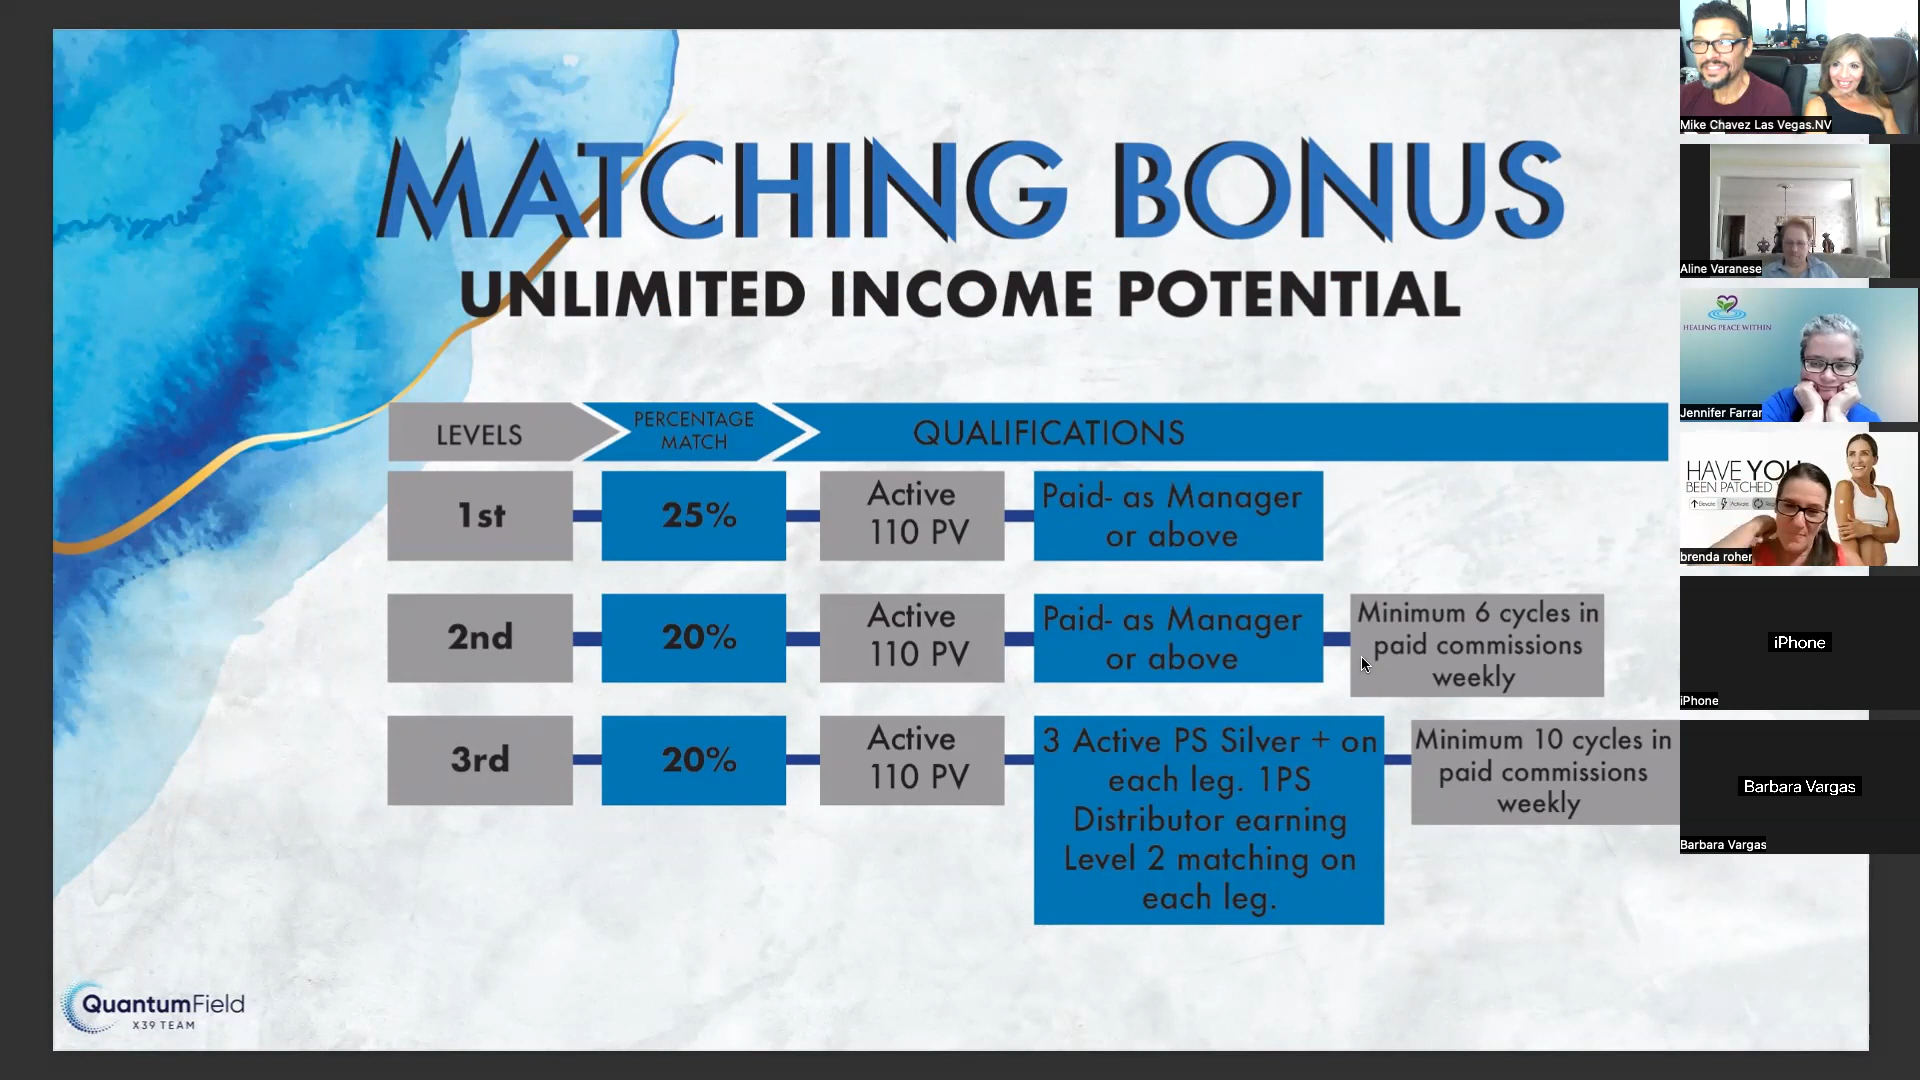 MATCHING BONUS
UNLIMITED INCOME POTENTIAL
LEVELS
PERCENTAGE
MATCH
QUALIFICATIONS
1st
25%
Active
110 PV
Paid- as Manager
or above
2nd
20%
Active
110 PV
Paid- as Manager
or above
Minimum 6 cycles in
paid commissions
weekly
3rd
20%
Active
110 PV
3 Active PS Silver + on
each leg. 1PS
Distributor earning
Level 2 matching on
each leg.
Minimum 10 cycles in
paid commissions
weekly
QuantumField
X39 TEAM
Mike Chavez Las Vegas.NV
Aline Varanese
HEALING PEACE WITHIN
Jennifer Farrar
HAVE YOU
BEEN PATCHED
Elevate Activate
brenda roher
iPhone
iPhone
Barbara Vargas
Barbara Vargas